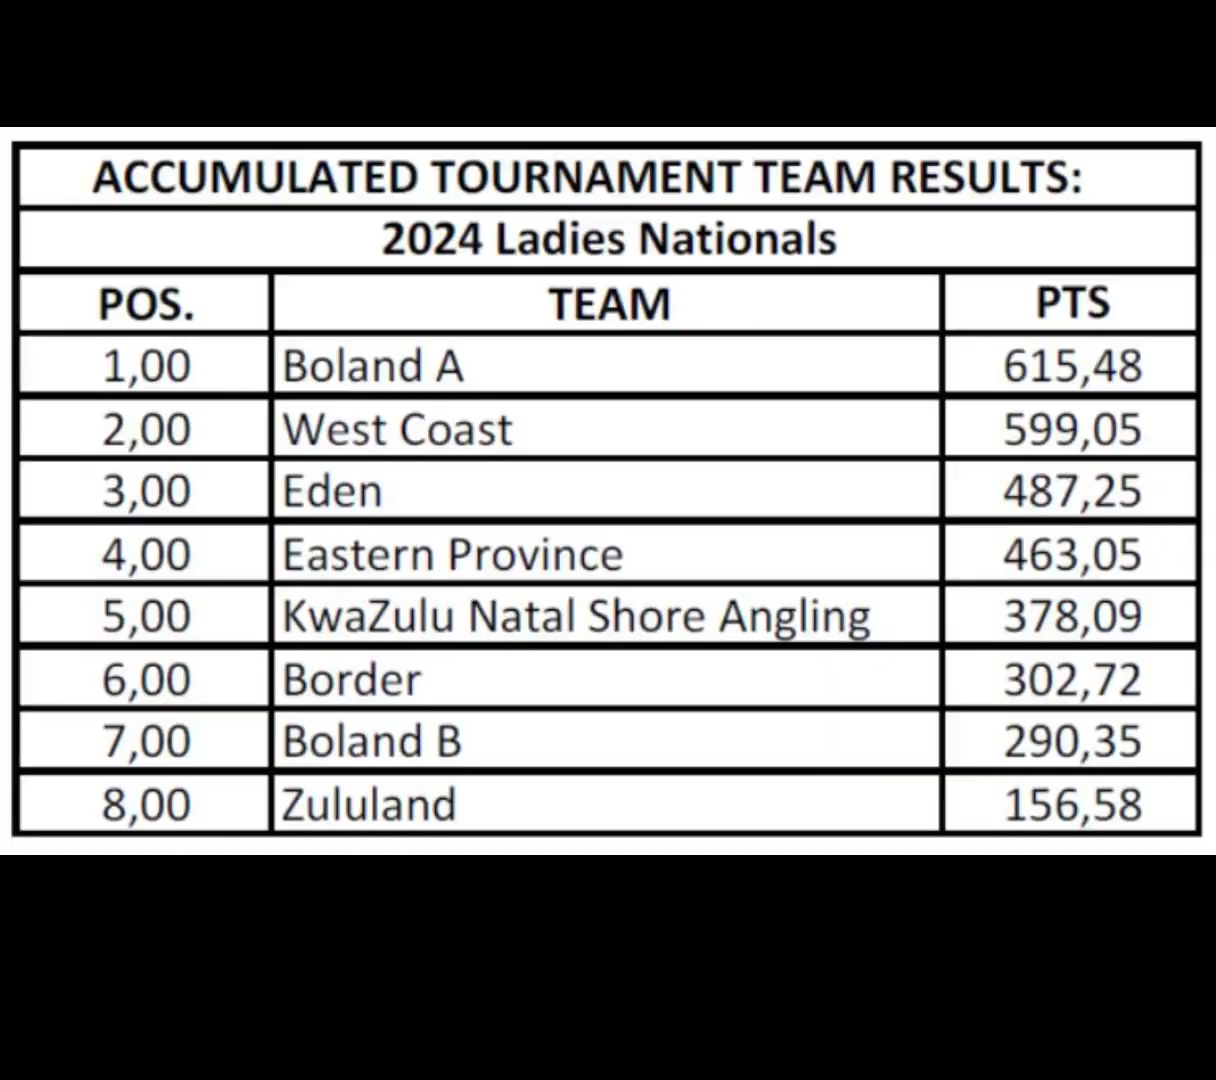 ACCUMULATED TOURNAMENT TEAM RESULTS:
2024 Ladies Nationals
POS. TEAM PTS
1,00 Boland A 615,48
2,00 West Coast 599,05
3,00 Eden 487,25
4,00 Eastern Province 463,05
5,00 KwaZulu Natal Shore Angling 378,09
6,00 Border 302,72
7,00 Boland B 290,35
8,00 Zululand 156,58